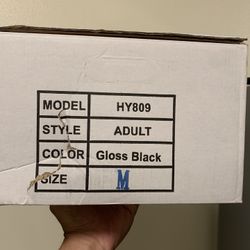 MODEL HY809
STYLE ADULT
COLOR Gloss Black
SIZE M